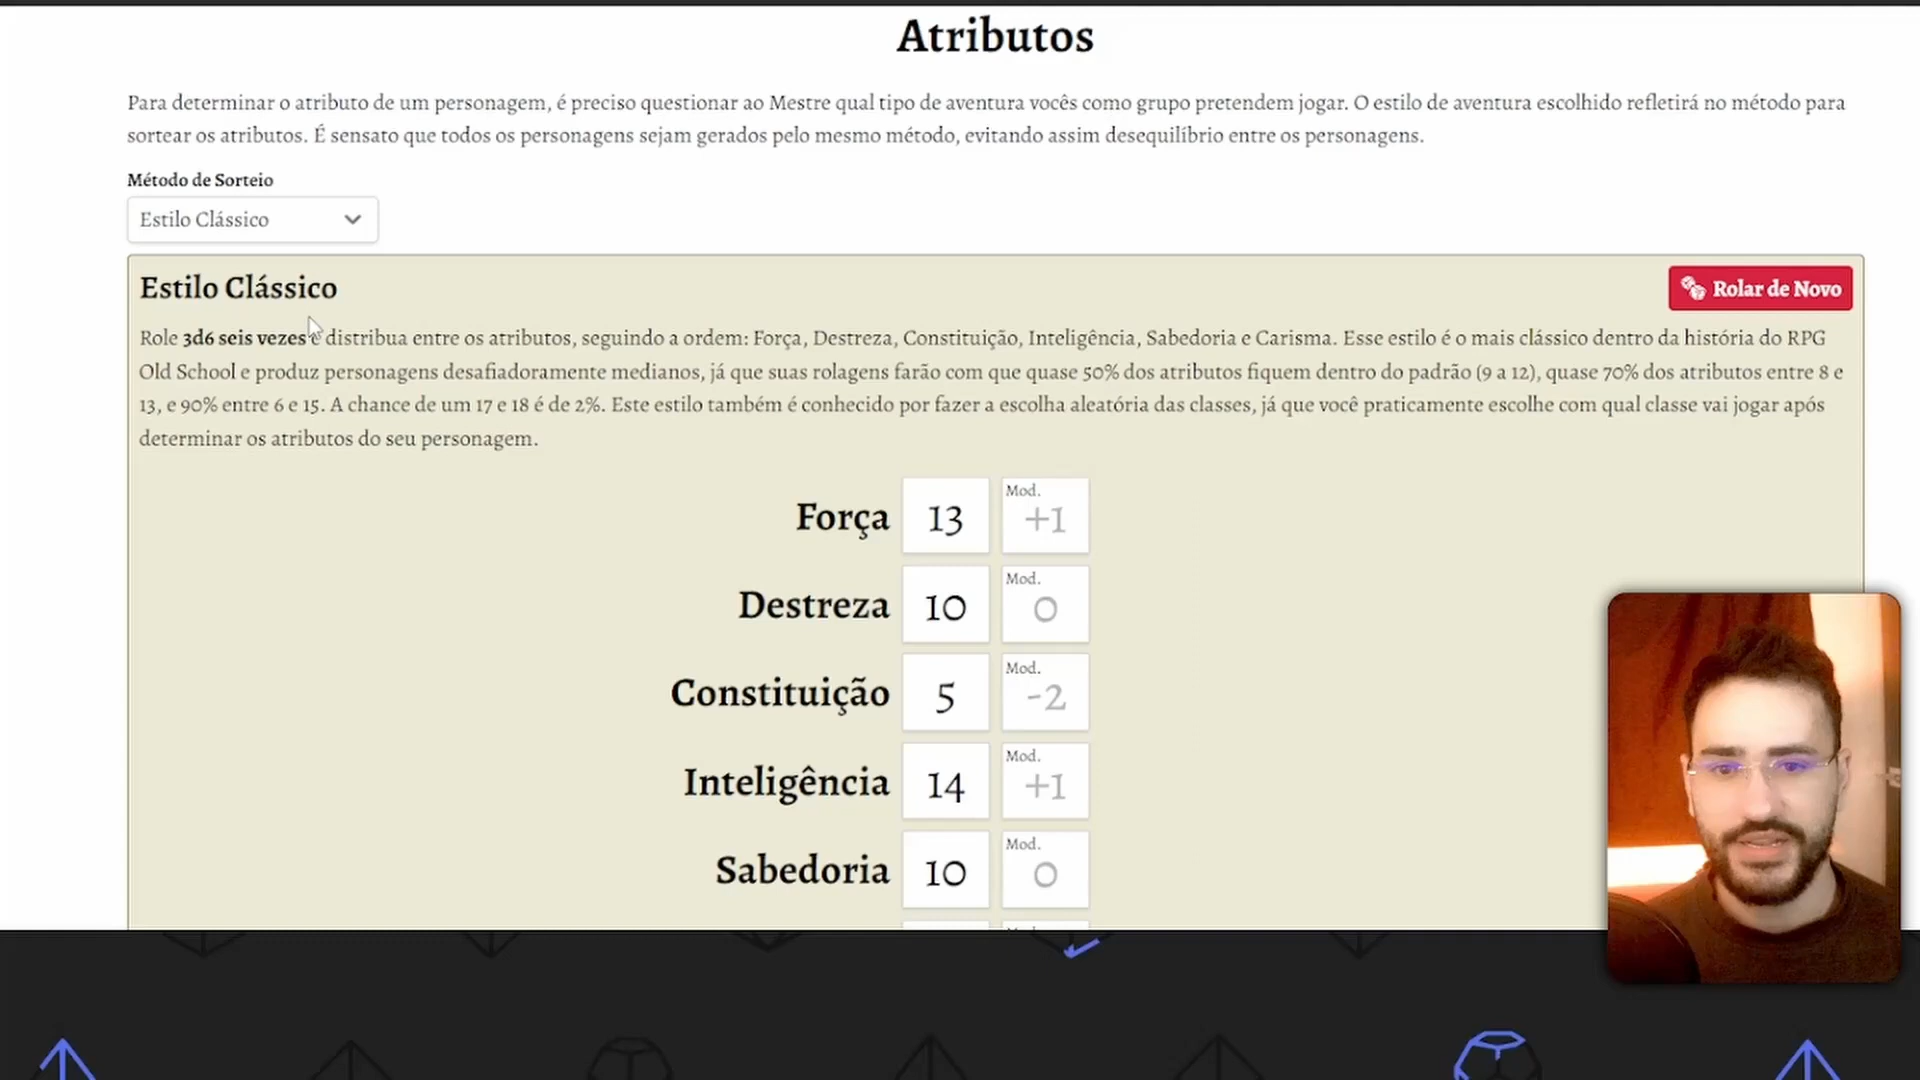 Atributos
Para determinar o atributo de um personagem, é preciso questionar ao Mestre qual tipo de aventura vocês como grupo pretendem jogar. O estilo de aventura escolhido refletirá no método para
sortear os atributos. É sensato que todos os personagens sejam gerados pelo mesmo método, evitando assim desequilíbrio entre os personagens.
Método de Sorteio
Estilo Clássico
Estilo Clássico
Rolar de Novo
Role 3d6 seis vezes e distribua entre os atributos, seguindo a ordem: Força, Destreza, Constituição, Inteligência, Sabedoria e Carisma. Esse estilo é o mais clássico dentro da história do RPG
Old School e produz personagens desafiadoramente medianos, já que suas rolagens farão com que quase 50% dos atributos fiquem dentro do padrão (9 a 12), quase 70% dos atributos entre 8 e
13, e 90% entre 6 e 15. A chance de um 17 e 18 é de 2%. Este estilo também é conhecido por fazer a escolha aleatória das classes, já que você praticamente escolhe com qual classe vai jogar após
determinar os atributos do seu personagem.
Mod.
Força 13 +1
Mod.
Destreza 10 0
Mod.
Constituição 5 -2
Mod.
Inteligência 14 +1
Mod.
Sabedoria 10 0